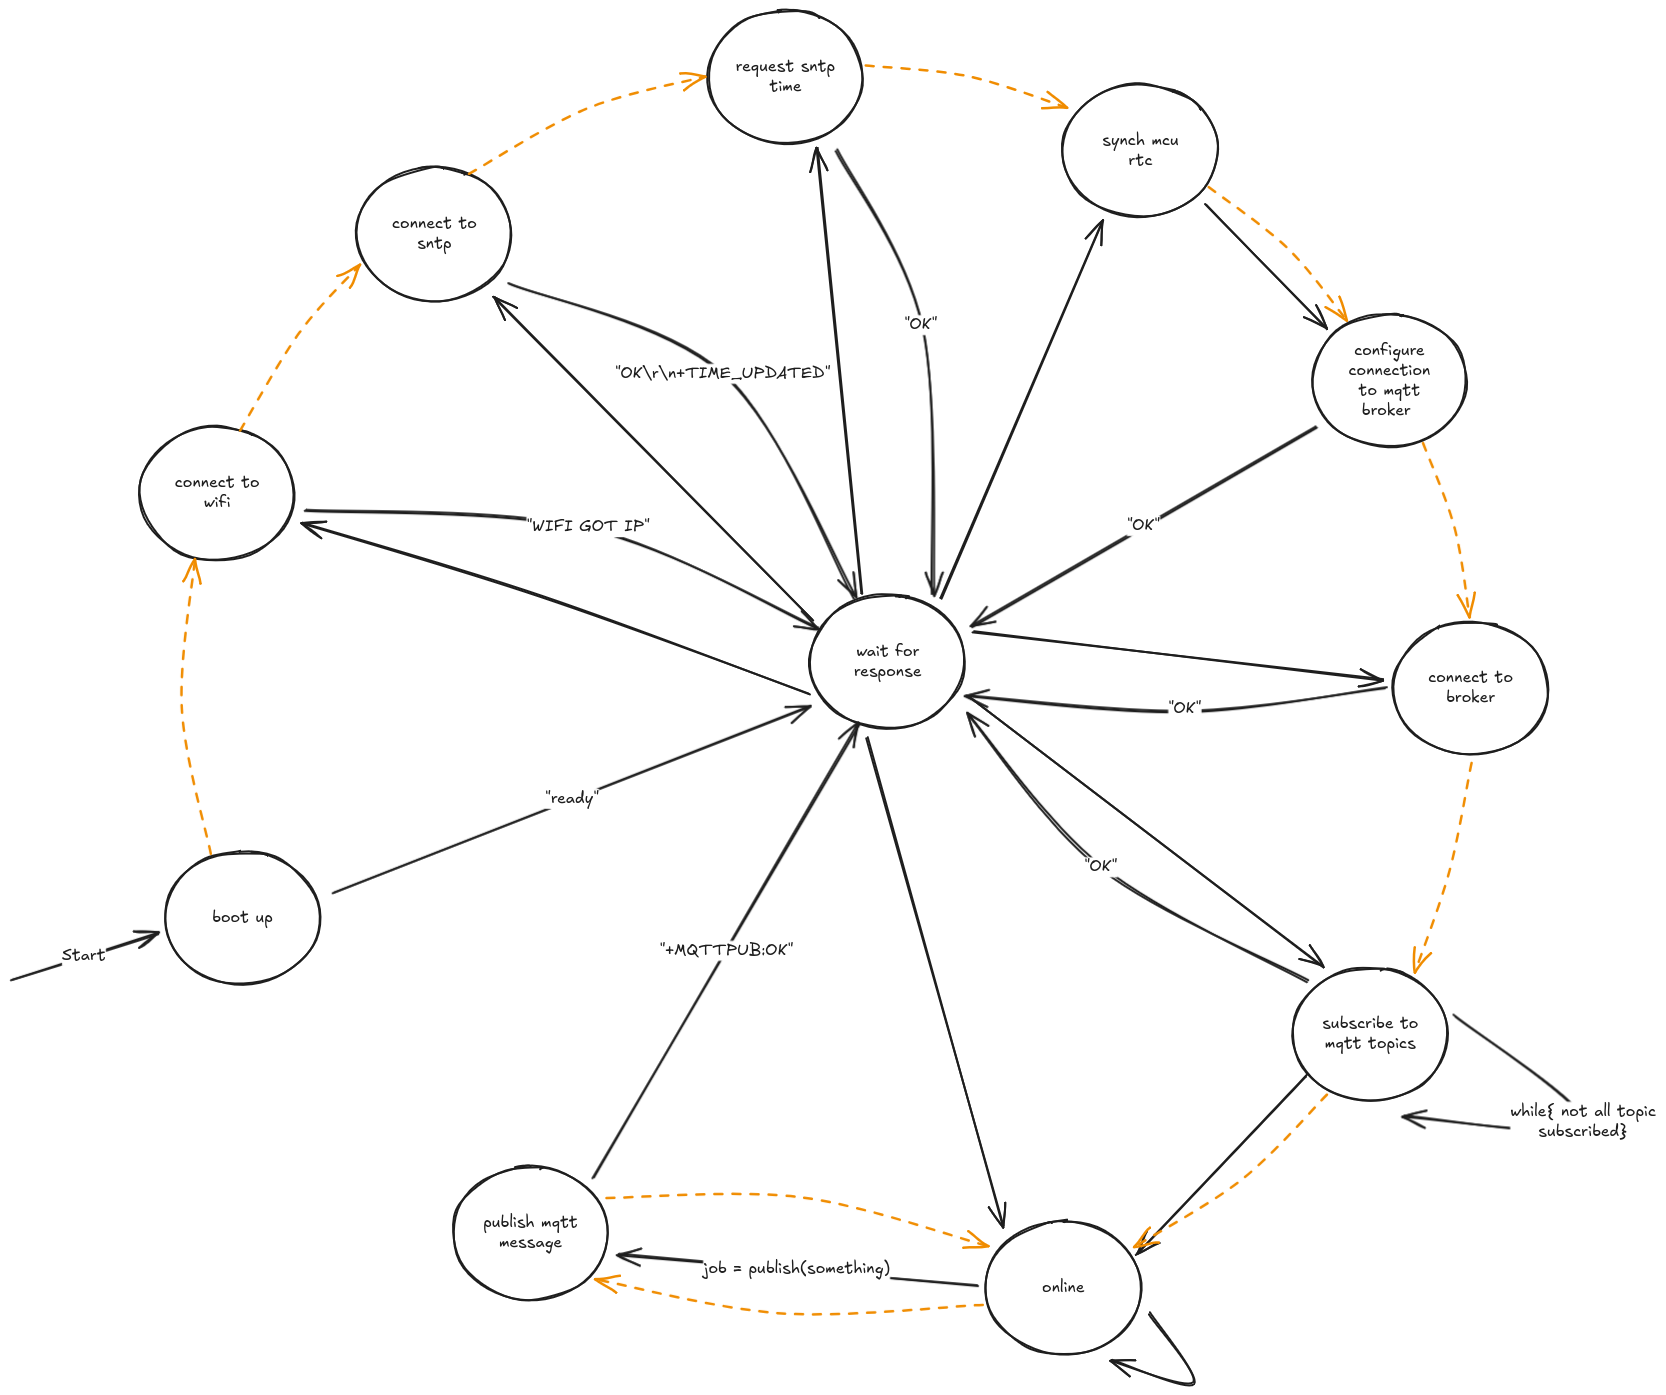 request sntp
time
synch mcu
rtc
connect to
sntp
"OK"
configure
connection
to mqtt
broker
"OK\r\n+TIME_UPDATED"
connect to
wifi
"WIFI GOT IP"
"OK"
wait for
response
connect to
broker
"OK"
"ready"
"OK"
boot up
Start
"+MQTTPUB:OK"
subscribe to
mqtt topics
while{ not all topic
subscribed}
publish mqtt
message
job = publish(something)
online